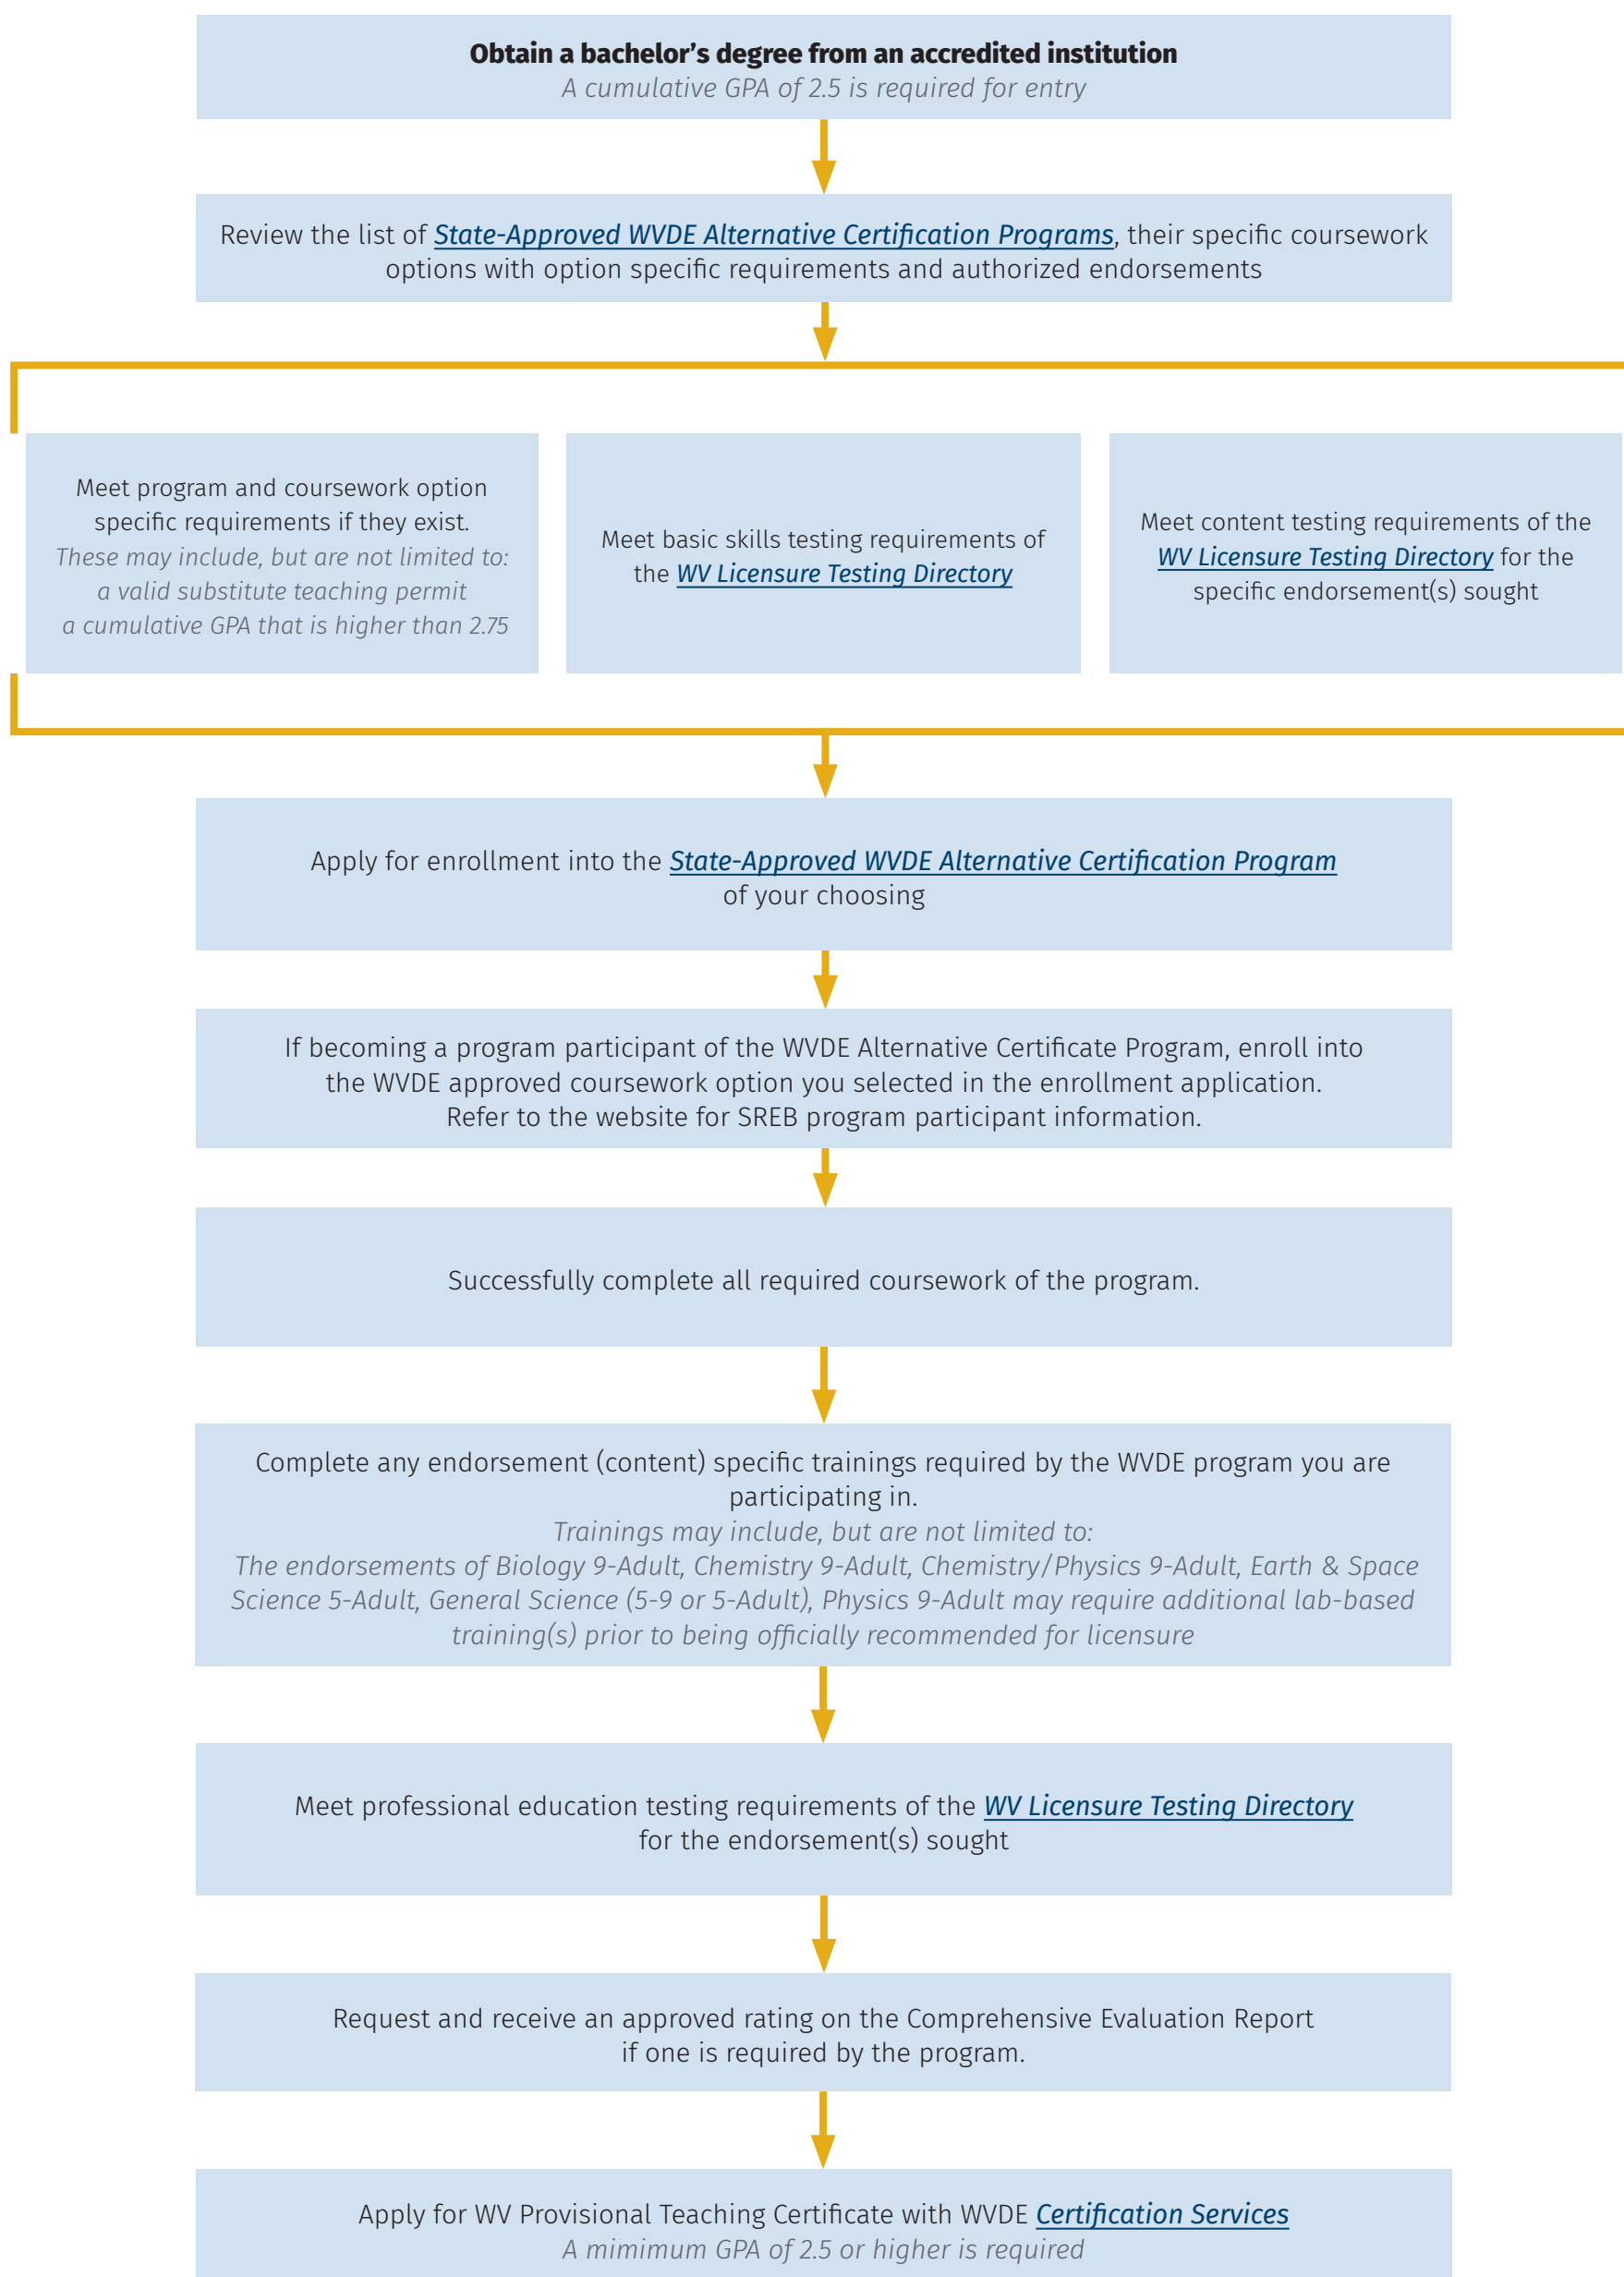 Obtain a bachelor’s degree from an accredited institution
A cumulative GPA of 2.5 is required for entry
Review the list of State-Approved WVDE Alternative Certification Programs, their specific coursework
options with option specific requirements and authorized endorsements
Meet program and coursework option
specific requirements if they exist.
These may include, but are not limited to:
a valid substitute teaching permit
a cumulative GPA that is higher than 2.75
Meet basic skills testing requirements of
the WV Licensure Testing Directory
Meet content testing requirements of the
WV Licensure Testing Directory for the
specific endorsement(s) sought
Apply for enrollment into the State-Approved WVDE Alternative Certification Program
of your choosing
If becoming a program participant of the WVDE Alternative Certificate Program, enroll into
the WVDE approved coursework option you selected in the enrollment application.
Refer to the website for SREB program participant information.
Successfully complete all required coursework of the program.
Complete any endorsement (content) specific trainings required by the WVDE program you are
participating in.
Trainings may include, but are not limited to:
The endorsements of Biology 9-Adult, Chemistry 9-Adult, Chemistry/Physics 9-Adult, Earth & Space
Science 5-Adult, General Science (5-9 or 5-Adult), Physics 9-Adult may require additional lab-based
training(s) prior to being officially recommended for licensure
Meet professional education testing requirements of the WV Licensure Testing Directory
for the endorsement(s) sought
Request and receive an approved rating on the Comprehensive Evaluation Report
if one is required by the program.
Apply for WV Provisional Teaching Certificate with WVDE Certification Services
A mimimum GPA of 2.5 or higher is required